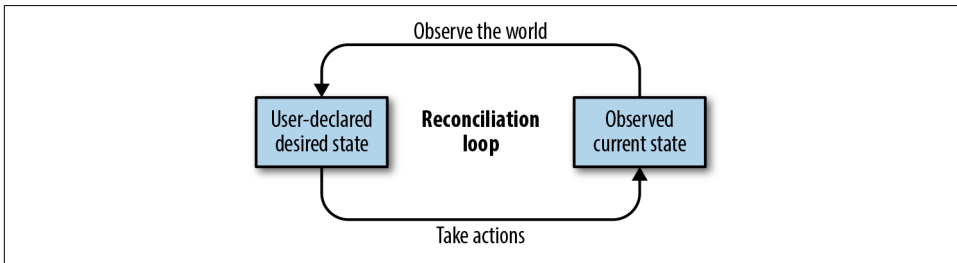 Observe the world
User-declared
desired state
Reconciliation
loop
Observed
current state
Take actions